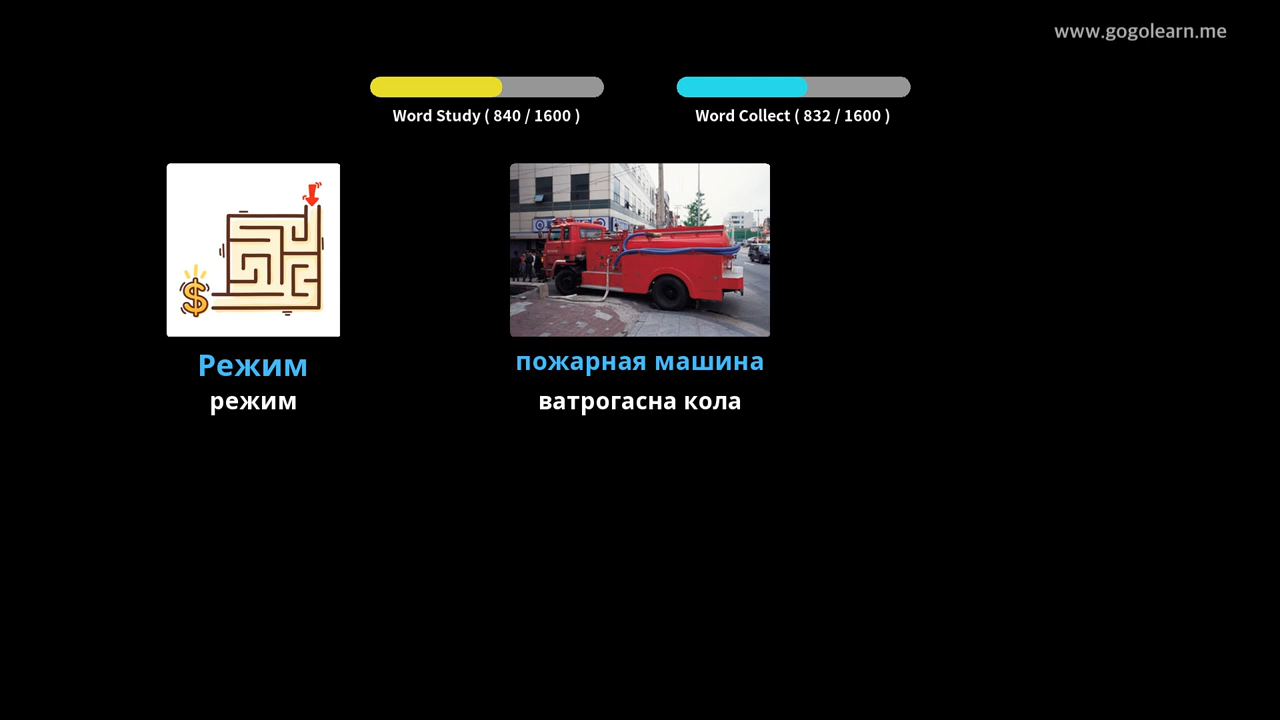 www.gogolearn.me
Word Study ( 840 / 1600 )
Word Collect ( 832 / 1600 )
$
Режим
режим
пожарная машина
ватрогасна кола